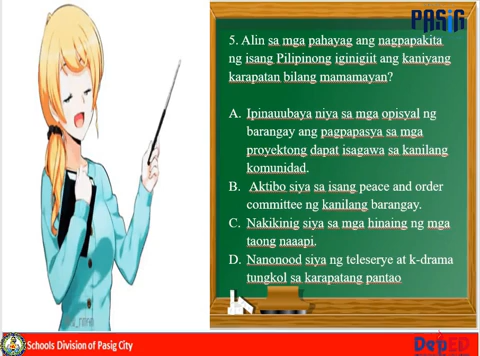 PASIG
5. Alin sa mga pahayag ang nagpapakita
ng isang Pilipinong iginigiit ang kaniyang
karapatan bilang mamamayan?
A. Ipinauubaya niya sa mga opisyal ng
barangay ang pagpapasya sa mga
proyektong dapat isagawa sa kanilang
komunidad.
B. Aktibo siya sa isang peace and order
committee ng kanilang barangay.
C. Nakikinig siya sa mga hinaing ng mga
taong naaapi.
D. Nanonood siya ng teleserye at k-drama
tungkol sa karapatang pantao
Schools Division of Pasig City
DepED